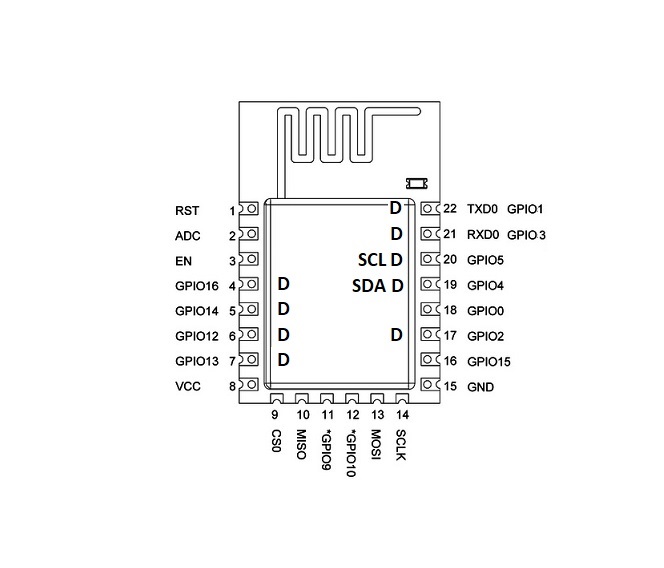 RST 1 D 22 TXD0 GPIO1
ADC 2 D 21 RXD0 GPIO3
EN 3 SCL D 20 GPIO5
GPIO16 4 D SDA D 19 GPIO4
GPIO14 5 D 18 GPIO0
GPIO12 6 D D 17 GPIO2
GPIO13 7 D 16 GPIO15
VCC 8 15 GND
9 10 11 12 13 14
CS0 MISO *GPIO9 *GPIO10 MOSI SCLK